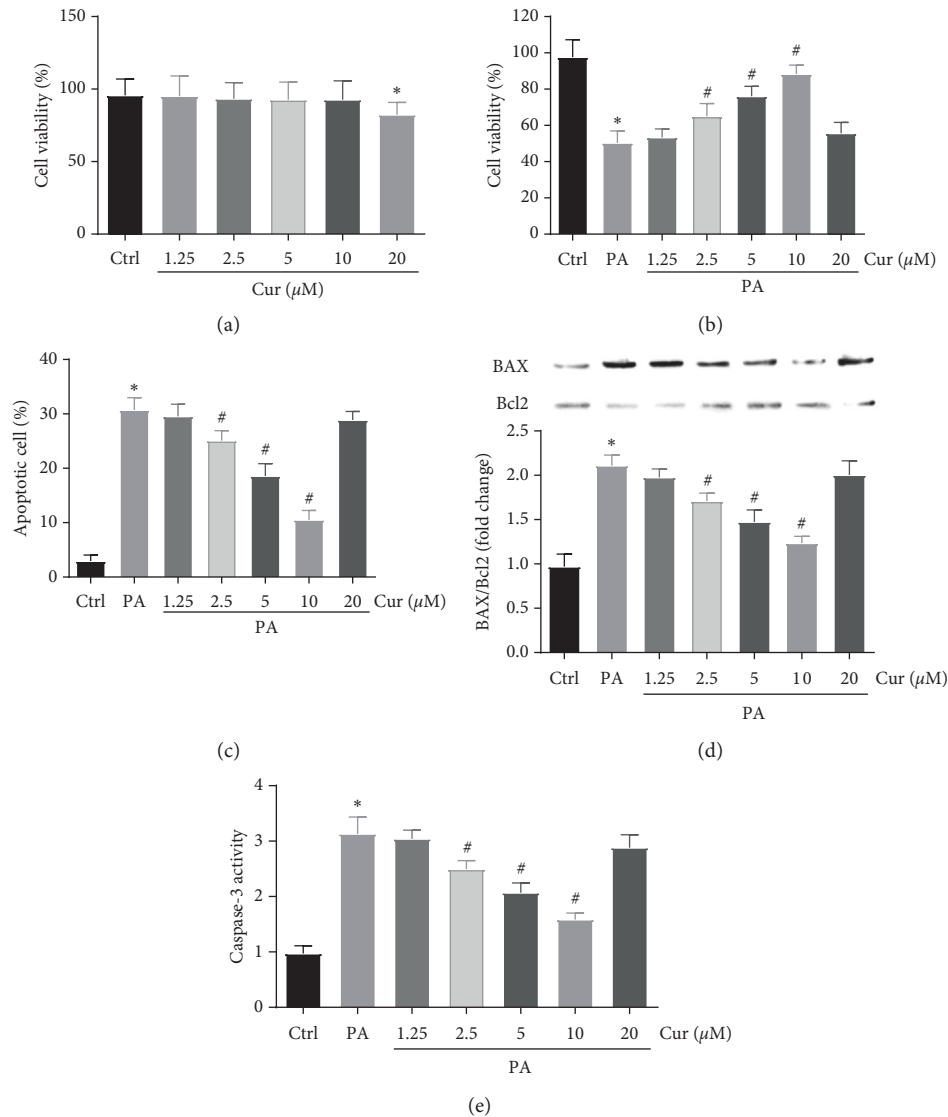 150
100
50
0
Cell viability (%)
*
Ctrl 1.25 2.5 5 10 20
Cur (μM)
(a)
120
100
80
60
40
20
0
Cell viability (%)
* # # #
Ctrl PA 1.25 2.5 5 10 20 Cur (μM)
PA
(b)
40
30
20
10
0
Apoptotic cell (%)
* # # #
Ctrl PA 1.25 2.5 5 10 20 Cur (μM)
PA
(c)
BAX
Bcl2
2.5
2.0
1.5
1.0
0.0
BAX/Bcl2 (fold change)
* # # #
Ctrl PA 1.25 2.5 5 10 20 Cur (μM)
PA
(d)
4
3
2
1
0
Caspase-3 activity
* # # #
Ctrl PA 1.25 2.5 5 10 20 Cur (μM)
PA
(e)